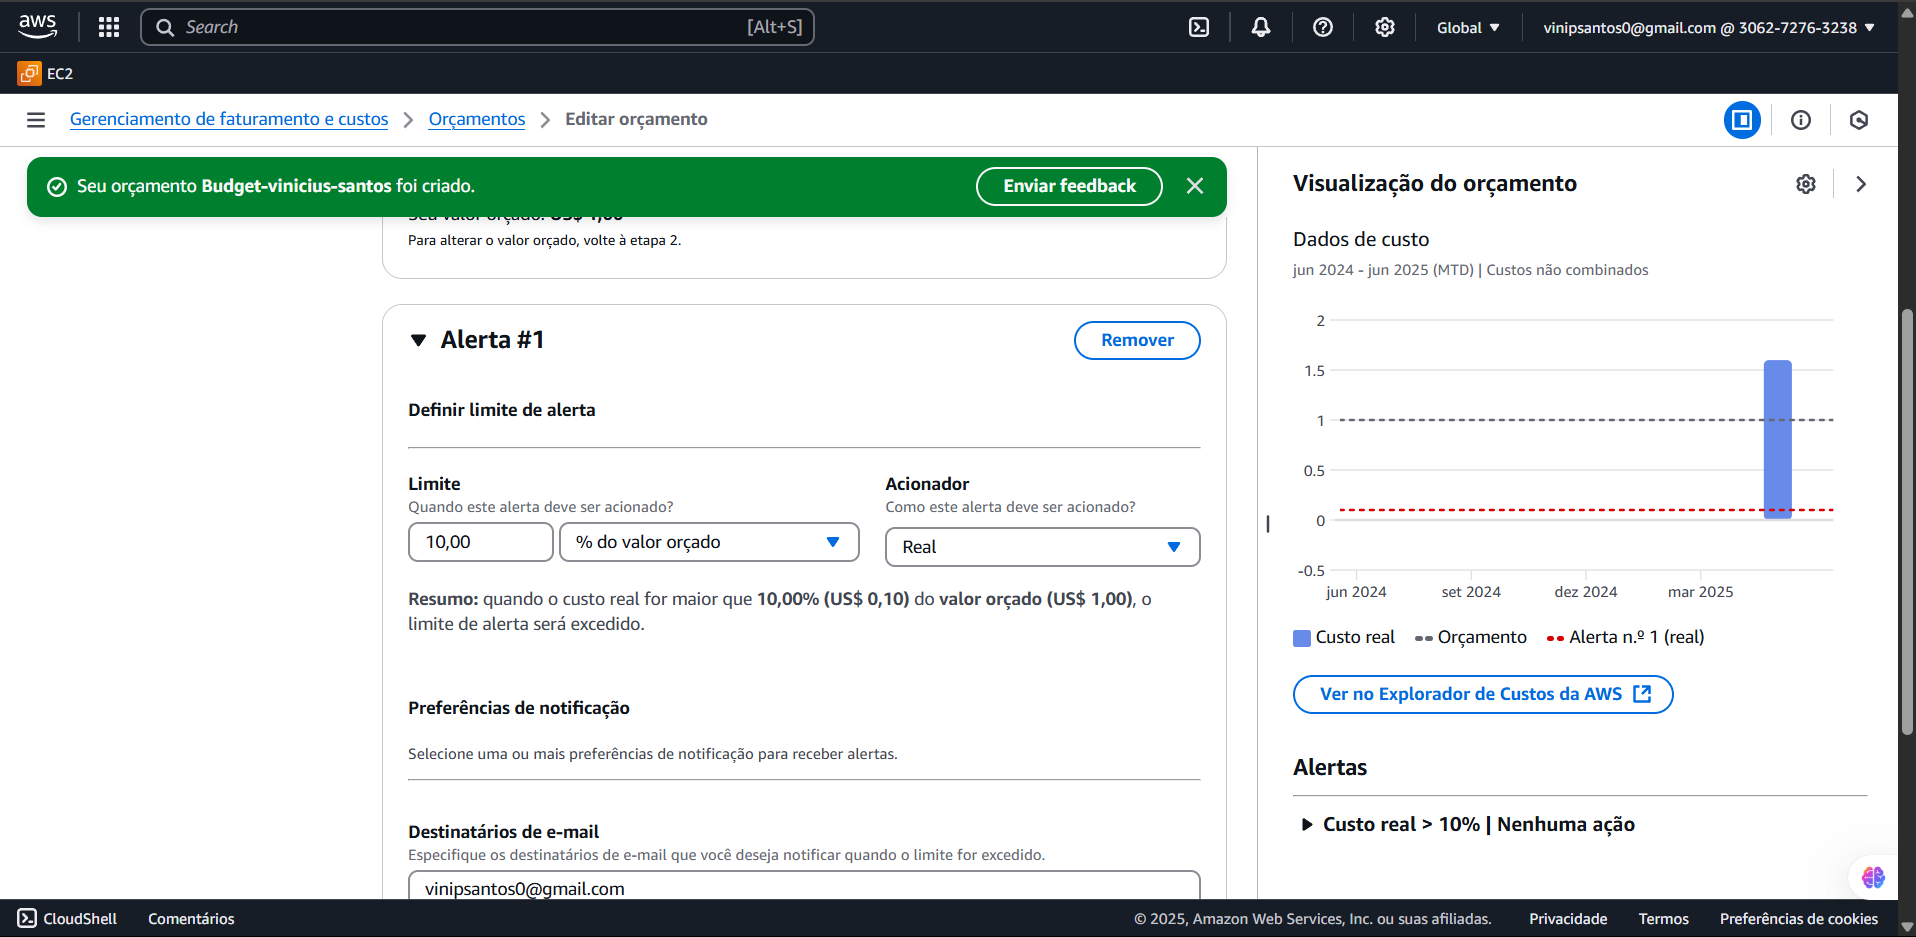 aws
Search
[Alt+S]
Global
vinipsantos0@gmail.com @ 3062-7276-3238
EC2
Gerenciamento de faturamento e custos
Orçamentos
Editar orçamento
Seu orçamento Budget-vinicius-santos foi criado.
Enviar feedback
Seu valor orçado: US$ 1,00
Para alterar o valor orçado, volte à etapa 2.
Alerta #1
Remover
Definir limite de alerta
Limite
Quando este alerta deve ser acionado?
10,00
% do valor orçado
Acionador
Como este alerta deve ser acionado?
Real
Resumo: quando o custo real for maior que 10,00% (US$ 0,10) do valor orçado (US$ 1,00), o
limite de alerta será excedido.
Preferências de notificação
Selecione uma ou mais preferências de notificação para receber alertas.
Destinatários de e-mail
Especifique os destinatários de e-mail que você deseja notificar quando o limite for excedido.
vinipsantos0@gmail.com
Visualização do orçamento
Dados de custo
jun 2024 - jun 2025 (MTD) | Custos não combinados
2
1.5
1
0.5
0
-0.5
jun 2024
set 2024
dez 2024
mar 2025
Custo real
Orçamento
Alerta n.º 1 (real)
Ver no Explorador de Custos da AWS
Alertas
Custo real > 10% | Nenhuma ação
CloudShell
Comentários
© 2025, Amazon Web Services, Inc. ou suas afiliadas.
Privacidade
Termos
Preferências de cookies